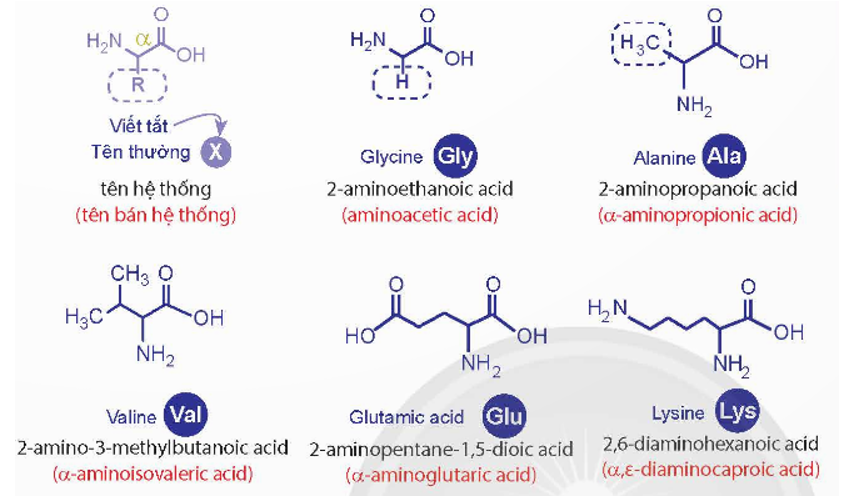 H₂N α O OH
R
Viết tắt
Tên thường X
tên hệ thống
(tên bán hệ thống)
H₂N O OH
H
Glycine Gly
2-aminoethanoic acid
(aminoacetic acid)
H₃C O OH
NH₂
Alanine Ala
2-aminopropanoic acid
(α-aminopropionic acid)
CH₃ O
H₃C OH
NH₂
Valine Val
2-amino-3-methylbutanoic acid
(α-aminoisovaleric acid)
O O
HO OH
NH₂
Glutamic acid Glu
2-aminopentane-1,5-dioic acid
(α-aminoglutaric acid)
H₂N O OH
NH₂
Lysine Lys
2,6-diaminohexanoic acid
(α,ε-diaminocaproic acid)